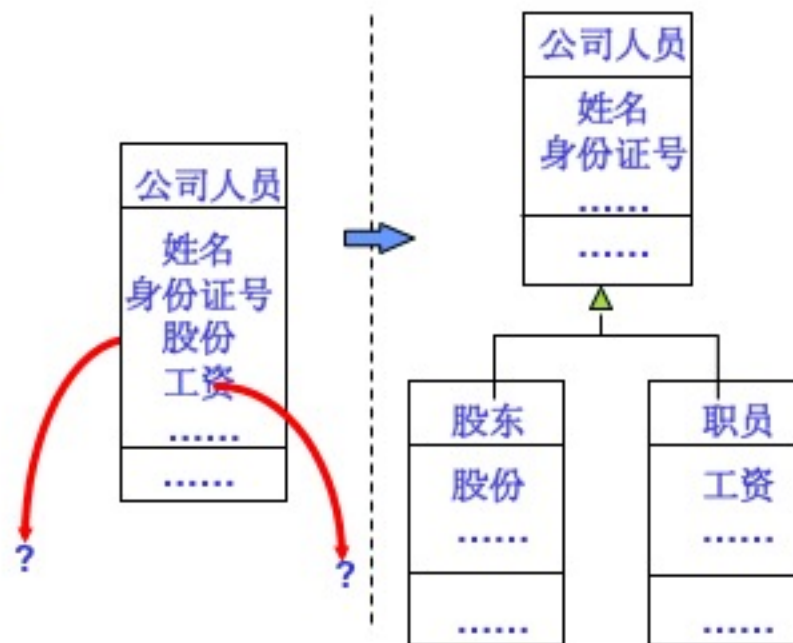 公司人员
姓名
身份证号
股份
工资
......
......
?
?
公司人员
姓名
身份证号
......
......
股东
股份
......
......
职员
工资
......
......